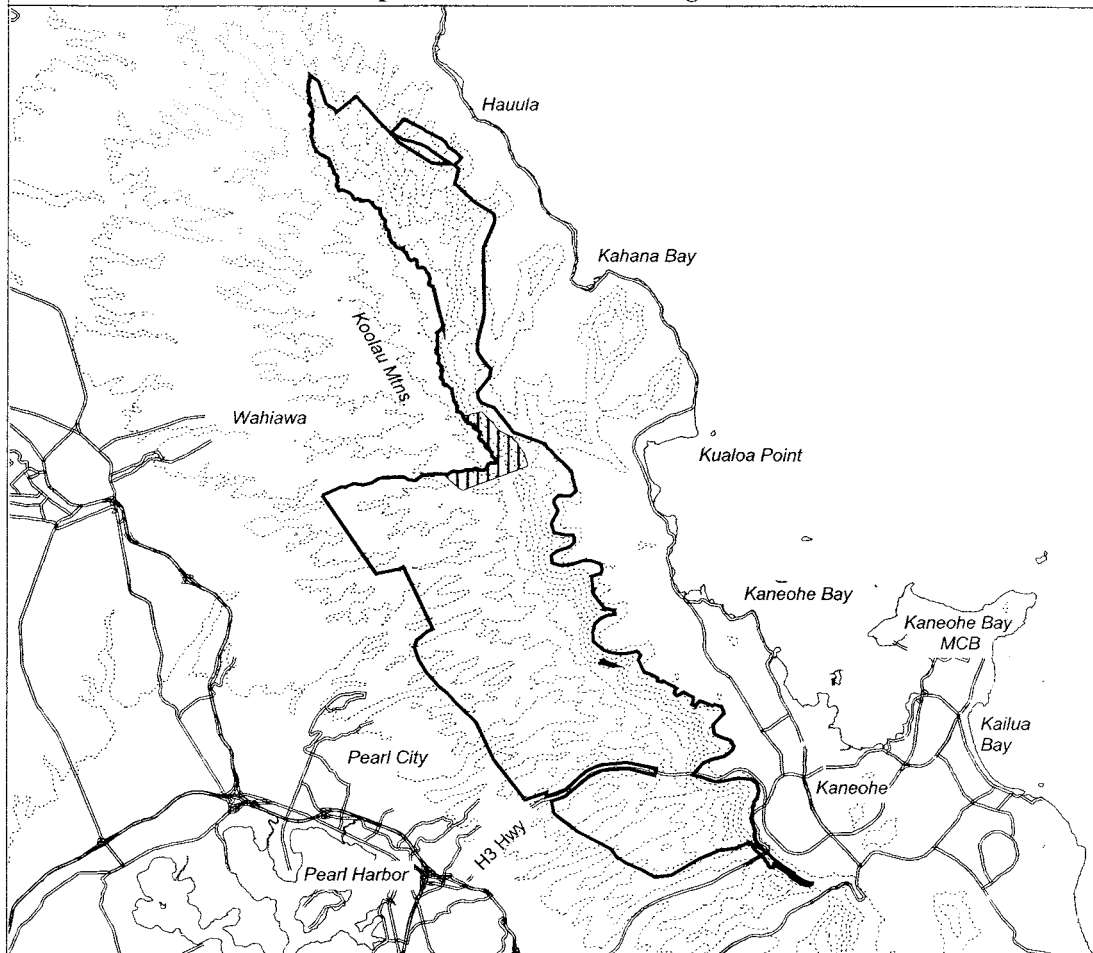 Hauula
Kahana Bay
Koolau Mtns.
Wahiawa
Kualoa Point
Kaneohe Bay
Kaneohe Bay
MCB
Kailua
Bay
Pearl City
Kaneohe
H3 Hwy
Pearl Harbor